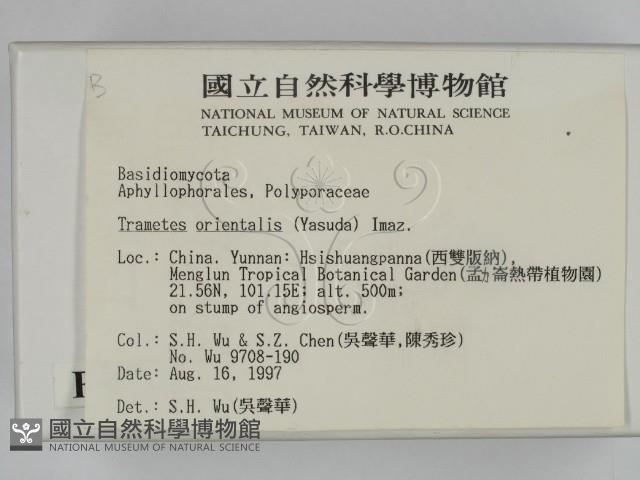 B
國立自然科學博物館
NATIONAL MUSEUM OF NATURAL SCIENCE
TAICHUNG, TAIWAN, R.O.CHINA
Basidiomycota
Aphyllophorales, Polyporaceae
Trametes orientalis (Yasuda) Imaz.
Loc.: China. Yunnan: Hsishuangpanna(西雙版納),
Menglun Tropical Botanical Garden(孟力崙熱帶植物園)
21.56N, 101.15E; alt. 500m;
on stump of angiosperm.
Col.: S.H. Wu & S.Z. Chen(吳聲華,陳秀珍)
No. Wu 9708-190
Date: Aug. 16, 1997
Det.: S.H. Wu(吳聲華)
國立自然科學博物館
NATIONAL MUSEUM OF NATURAL SCIENCE